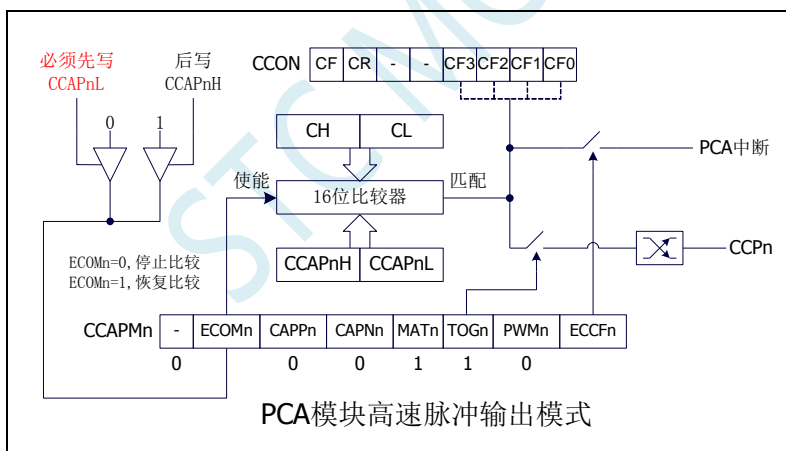 必须先写 后写
CCAPnL CCAPnH
CCON CF CR - - CF3 CF2 CF1 CF0
0 1
CH CL
PCA中断
使能 16位比较器 匹配
CCPn
CCAPnH CCAPnL
ECOMn=0,停止比较
ECOMn=1,恢复比较
CCAPMn - ECOMn CAPPn CAPNn MATn TOGn PWMn ECCFn
0 0 0 1 1 0
PCA模块高速脉冲输出模式
STC M